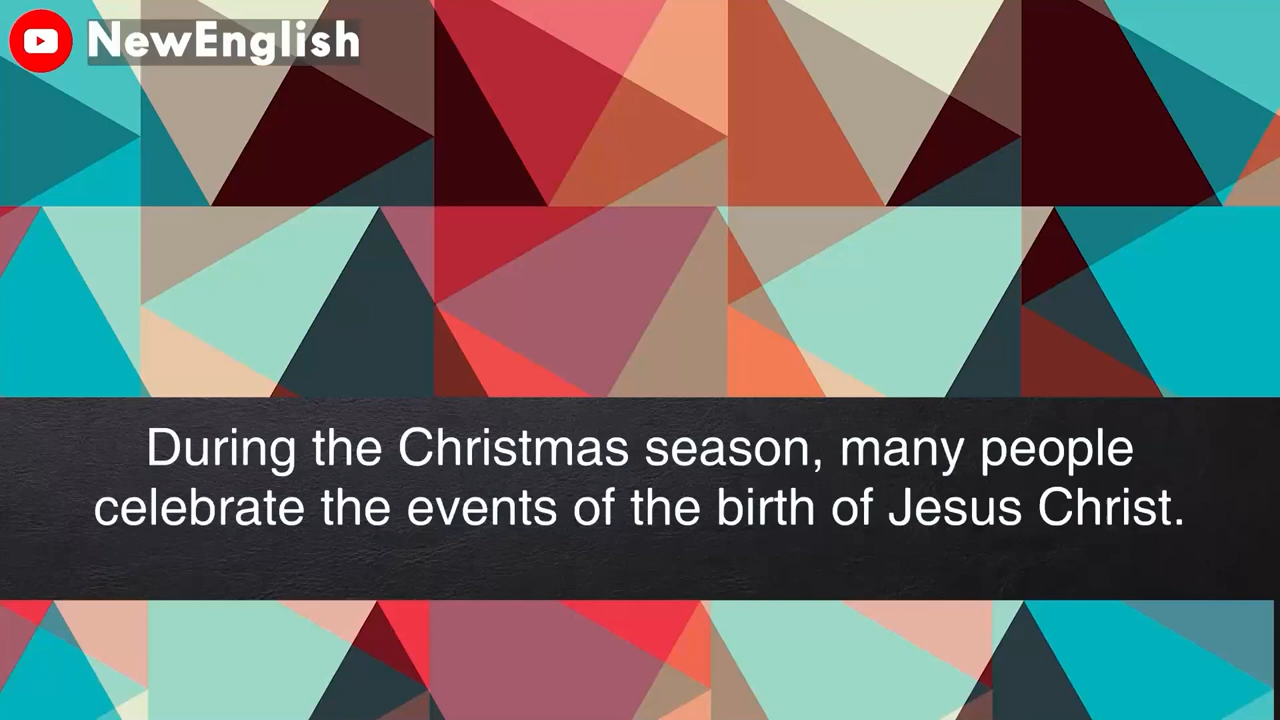 NewEnglish
During the Christmas season, many people
celebrate the events of the birth of Jesus Christ.